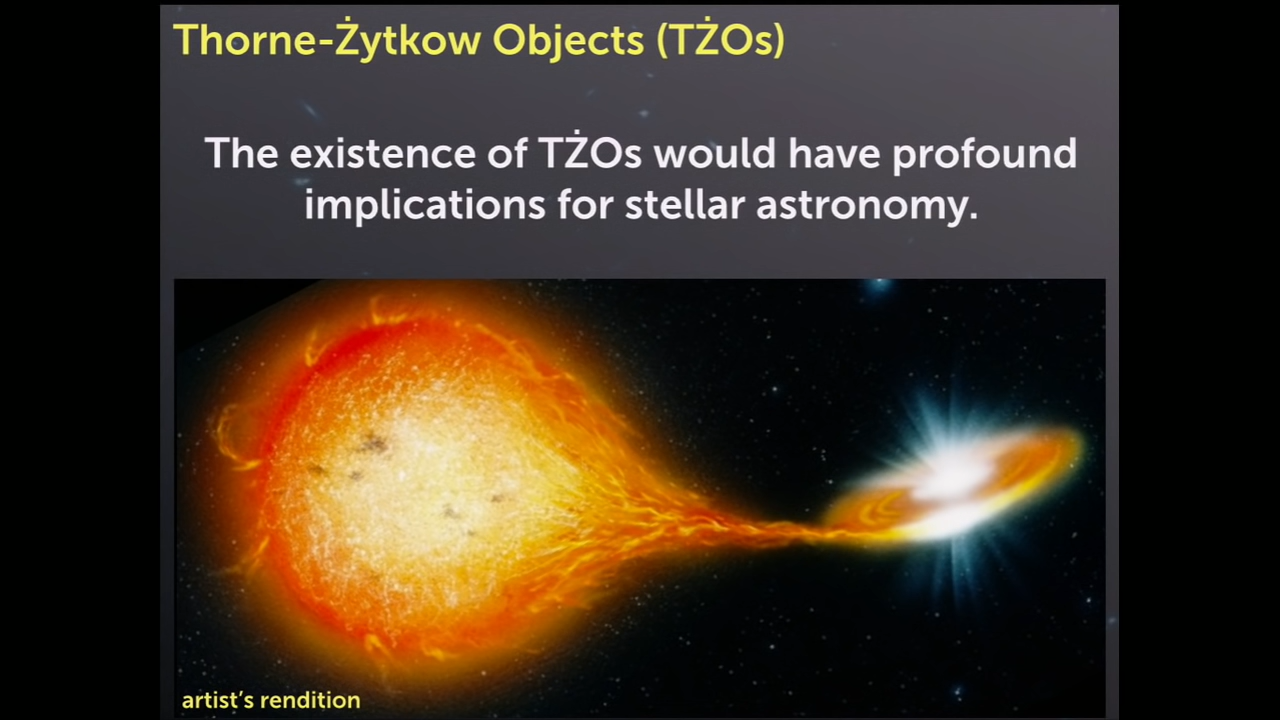 Thorne-Żytkow Objects (TŻOs)
The existence of TŻOs would have profound
implications for stellar astronomy.
artist's rendition